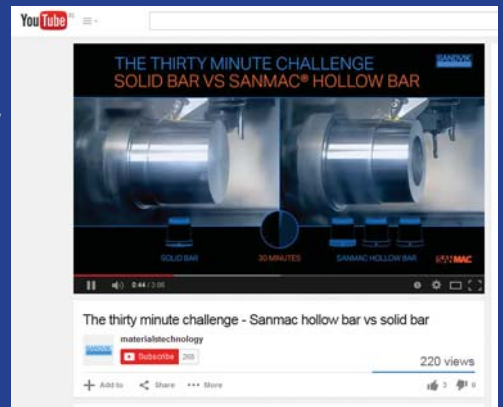 YouTube
THE THIRTY MINUTE CHALLENGE
SANDVIK
SOLID BAR VS SANMAC® HOLLOW BAR
SOLID BAR
30 MINUTES
SANMAC HOLLOW BAR
SANMAC
0:44 / 3:06
The thirty minute challenge - Sanmac hollow bar vs solid bar
SANDVIK
materialstechnology
Subscribe 268
220 views
Add to Share More
3 0